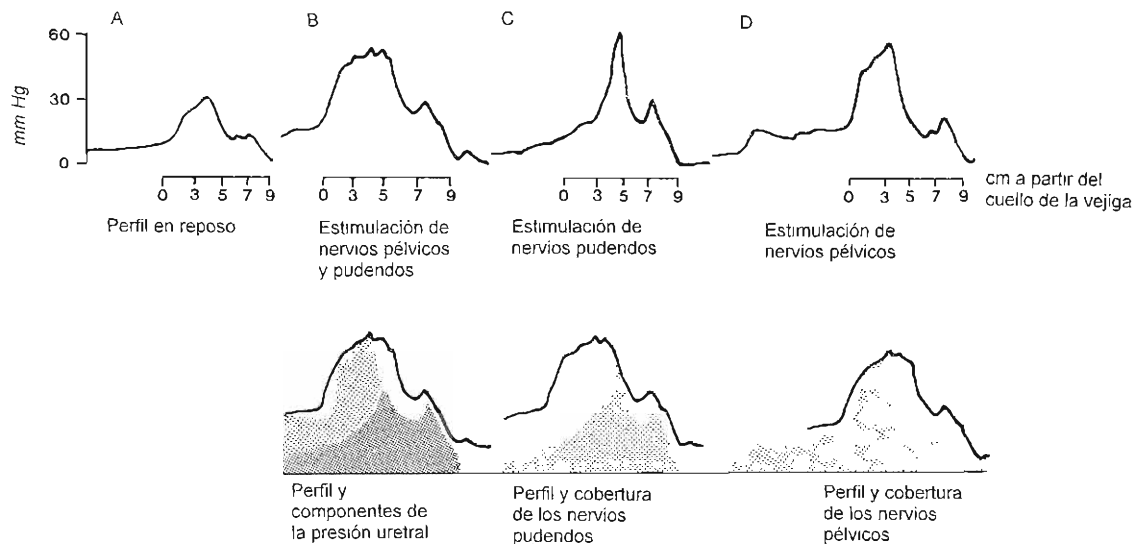 A
B
C
D
60
30
0
mm Hg
0 3 5 7 9
0 3 5 7 9
0 3 5 7 9
0 3 5 7 9
cm a partir del
cuello de la vejiga
Perfil en reposo
Estimulación de
nervios pélvicos
y pudendos
Estimulación de
nervios pudendos
Estimulación de
nervios pélvicos
Perfil y
componentes de
la presión uretral
Perfil y cobertura
de los nervios
pudendos
Perfil y cobertura
de los nervios
pélvicos